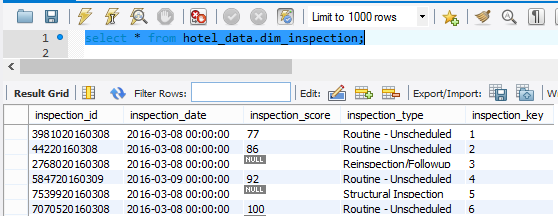 Limit to 1000 rows
1 select * from hotel_data.dim_inspection;
2
Result Grid Filter Rows: Edit: Export/Import:
inspection_id inspection_date inspection_score inspection_type inspection_key
3981020160308 2016-03-08 00:00:00 77 Routine - Unscheduled 1
44220160308 2016-03-08 00:00:00 86 Routine - Unscheduled 2
2768020160308 2016-03-08 00:00:00 NULL Reinspection/Followup 3
584720160309 2016-03-09 00:00:00 92 Routine - Unscheduled 4
7539920160308 2016-03-08 00:00:00 NULL Structural Inspection 5
7070520160308 2016-03-08 00:00:00 100 Routine - Unscheduled 6